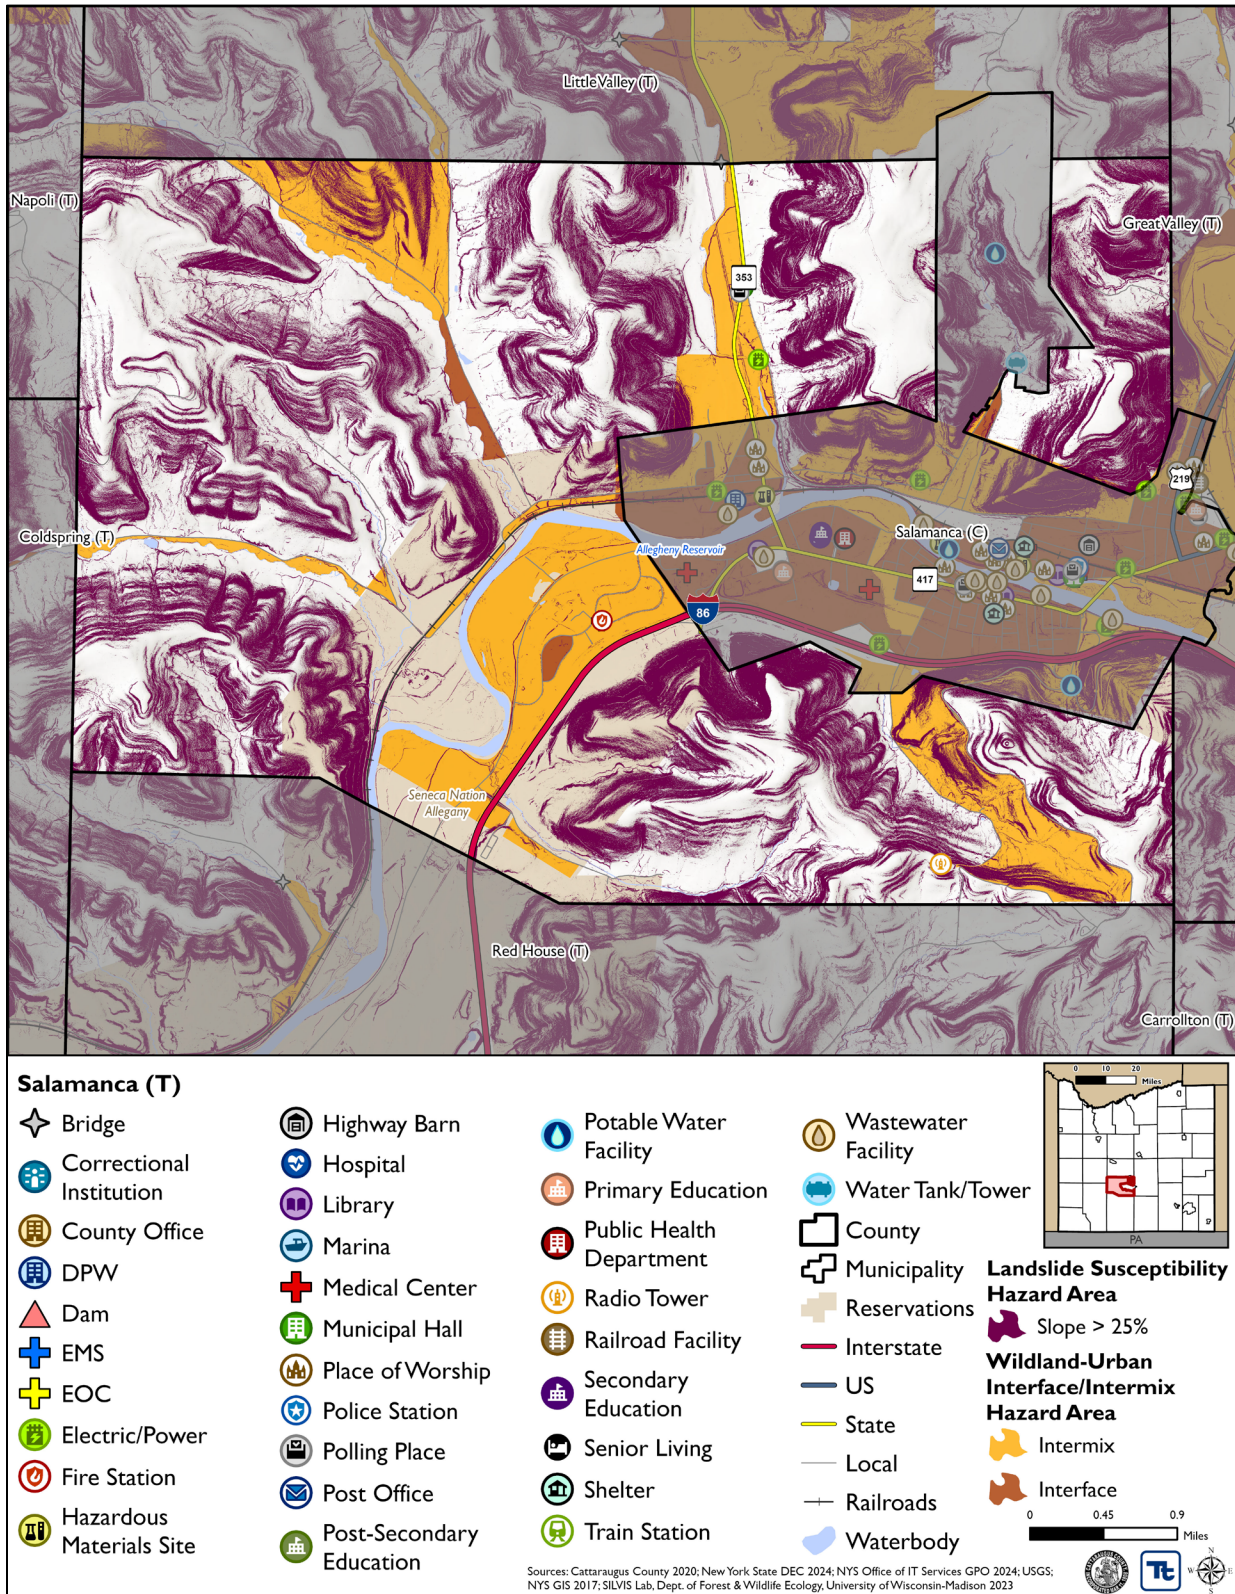 Little Valley (T)
Napoli (T)
Great Valley (T)
353
219
Coldspring (T)
Salamanca (C)
Allegheny Reservoir
417
86
Seneca Nation
Allegany
Red House (T)
Carrollton (T)
Salamanca (T)
Bridge
Correctional
Institution
County Office
DPW
Dam
EMS
EOC
Electric/Power
Fire Station
Hazardous
Materials Site
Highway Barn
Hospital
Library
Marina
Medical Center
Municipal Hall
Place of Worship
Police Station
Polling Place
Post Office
Post-Secondary
Education
Potable Water
Facility
Primary Education
Public Health
Department
Radio Tower
Railroad Facility
Secondary
Education
Senior Living
Shelter
Train Station
Wastewater
Facility
Water Tank/Tower
County
Municipality
Reservations
Interstate
US
State
Local
Railroads
Waterbody
0 10 20
Miles
PA
Landslide Susceptibility
Hazard Area
Slope > 25%
Wildland-Urban
Interface/Intermix
Hazard Area
Intermix
Interface
0 0.45 0.9
Miles
Tt
N
W E
S
Sources: Cattaraugus County 2020; New York State DEC 2024; NYS Office of IT Services GPO 2024; USGS;
NYS GIS 2017; SILVIS Lab, Dept. of Forest & Wildlife Ecology, University of Wisconsin-Madison 2023